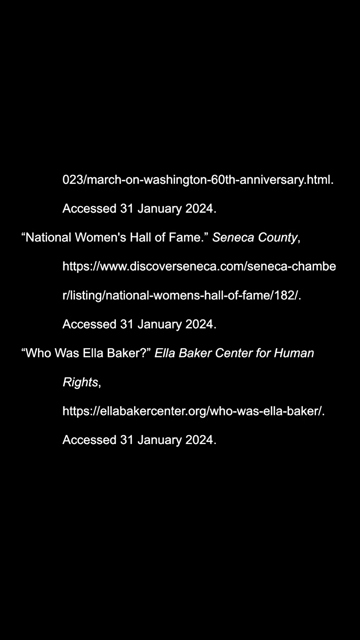 023/march-on-washington-60th-anniversary.html.
Accessed 31 January 2024.
“National Women's Hall of Fame.” Seneca County,
https://www.discoverseneca.com/seneca-chambe
r/listing/national-womens-hall-of-fame/182/.
Accessed 31 January 2024.
“Who Was Ella Baker?” Ella Baker Center for Human
Rights,
https://ellabakercenter.org/who-was-ella-baker/.
Accessed 31 January 2024.